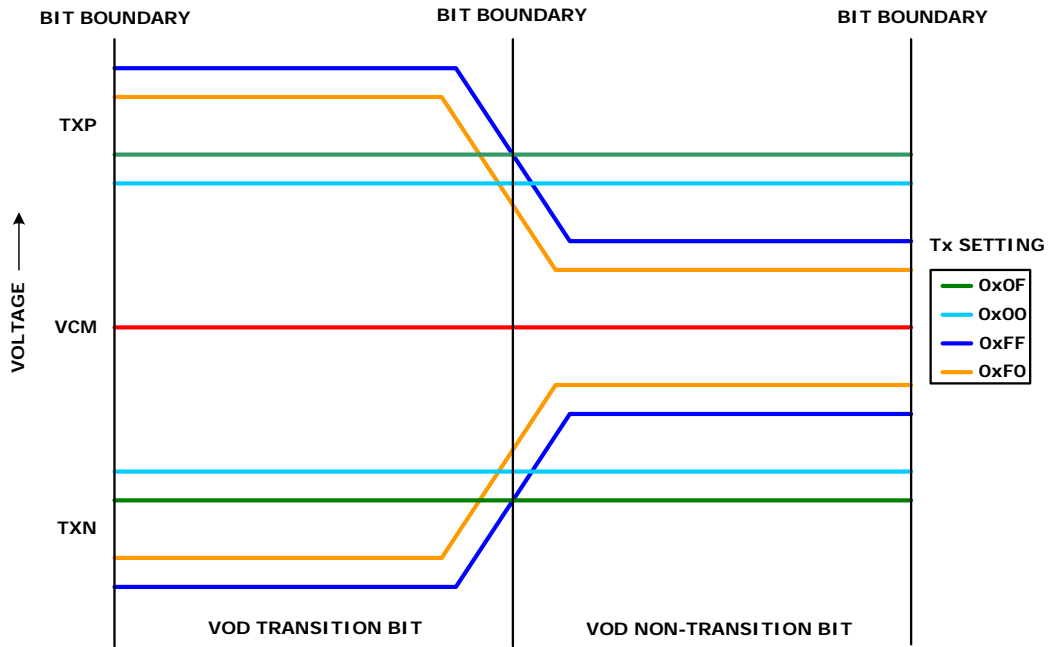 BIT BOUNDARY
BIT BOUNDARY
BIT BOUNDARY
TXP
VOLTAGE
VCM
TXN
Tx SETTING
0x0F
0x00
0xFF
0xF0
VOD TRANSITION BIT
VOD NON-TRANSITION BIT